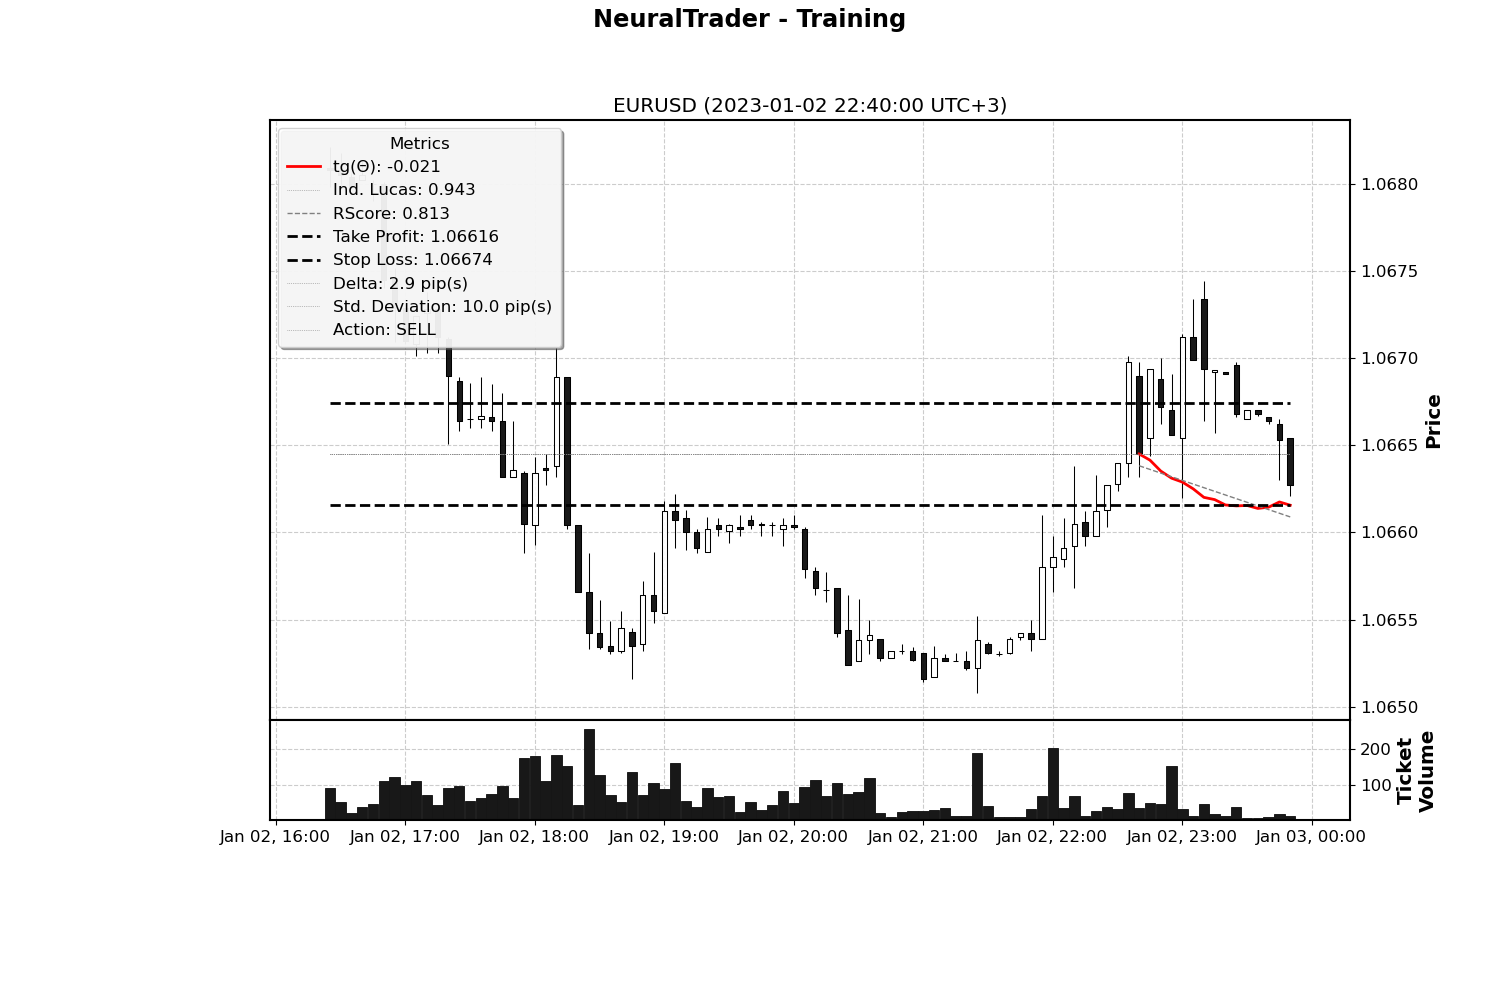 NeuralTrader - Training
EURUSD (2023-01-02 22:40:00 UTC+3)
Metrics
tg(Θ): -0.021
Ind. Lucas: 0.943
RScore: 0.813
Take Profit: 1.06616
Stop Loss: 1.06674
Delta: 2.9 pip(s)
Std. Deviation: 10.0 pip(s)
Action: SELL
1.0680
1.0675
1.0670
1.0665
1.0660
1.0655
1.0650
Price
200
100
Ticket
Volume
Jan 02, 16:00
Jan 02, 17:00
Jan 02, 18:00
Jan 02, 19:00
Jan 02, 20:00
Jan 02, 21:00
Jan 02, 22:00
Jan 02, 23:00
Jan 03, 00:00